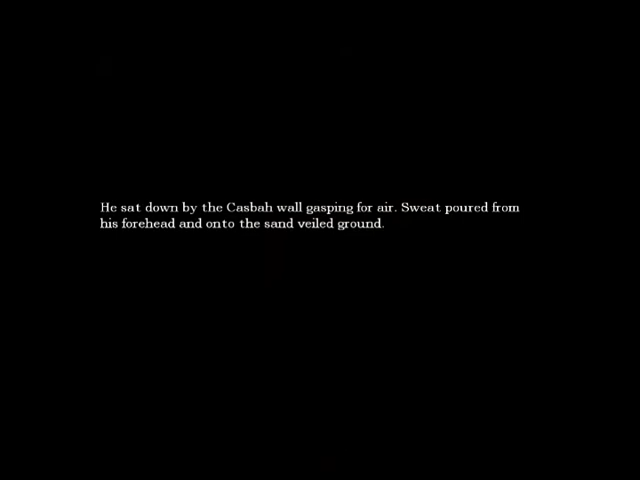 He sat down by the Casbah wall gasping for air. Sweat poured from
his forehead and onto the sand veiled ground.